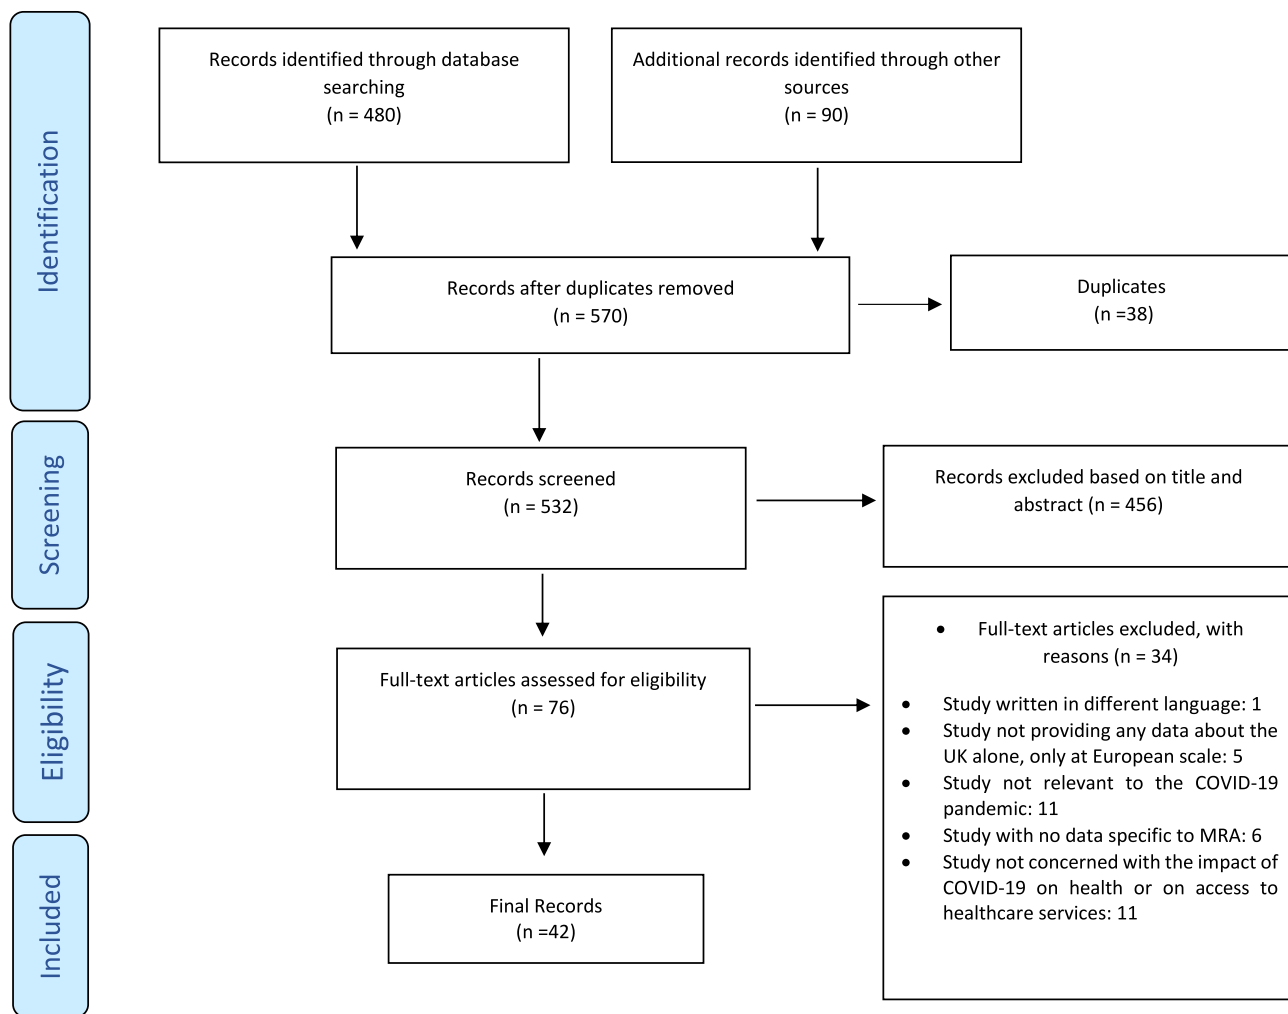 Identification
Records identified through database
searching
(n = 480)
Additional records identified through other
sources
(n = 90)
Records after duplicates removed
(n = 570)
Duplicates
(n =38)
Screening
Records screened
(n = 532)
Records excluded based on title and
abstract (n = 456)
Eligibility
Full-text articles assessed for eligibility
(n = 76)
• Full-text articles excluded, with
reasons (n = 34)
• Study written in different language: 1
• Study not providing any data about the
UK alone, only at European scale: 5
• Study not relevant to the COVID-19
pandemic: 11
• Study with no data specific to MRA: 6
• Study not concerned with the impact of
COVID-19 on health or on access to
healthcare services: 11
Included
Final Records
(n =42)